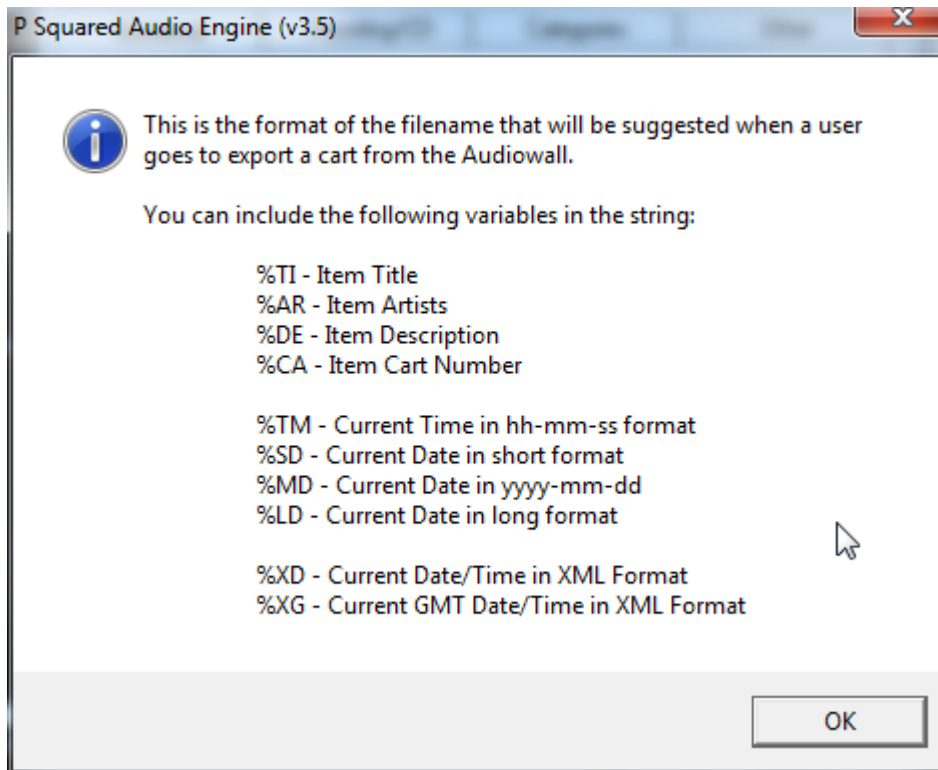 P Squared Audio Engine (v3.5)
This is the format of the filename that will be suggested when a user
goes to export a cart from the Audiowall.
You can include the following variables in the string:
%TI - Item Title
%AR - Item Artists
%DE - Item Description
%CA - Item Cart Number
%TM - Current Time in hh-mm-ss format
%SD - Current Date in short format
%MD - Current Date in yyyy-mm-dd
%LD - Current Date in long format
%XD - Current Date/Time in XML Format
%XG - Current GMT Date/Time in XML Format
OK